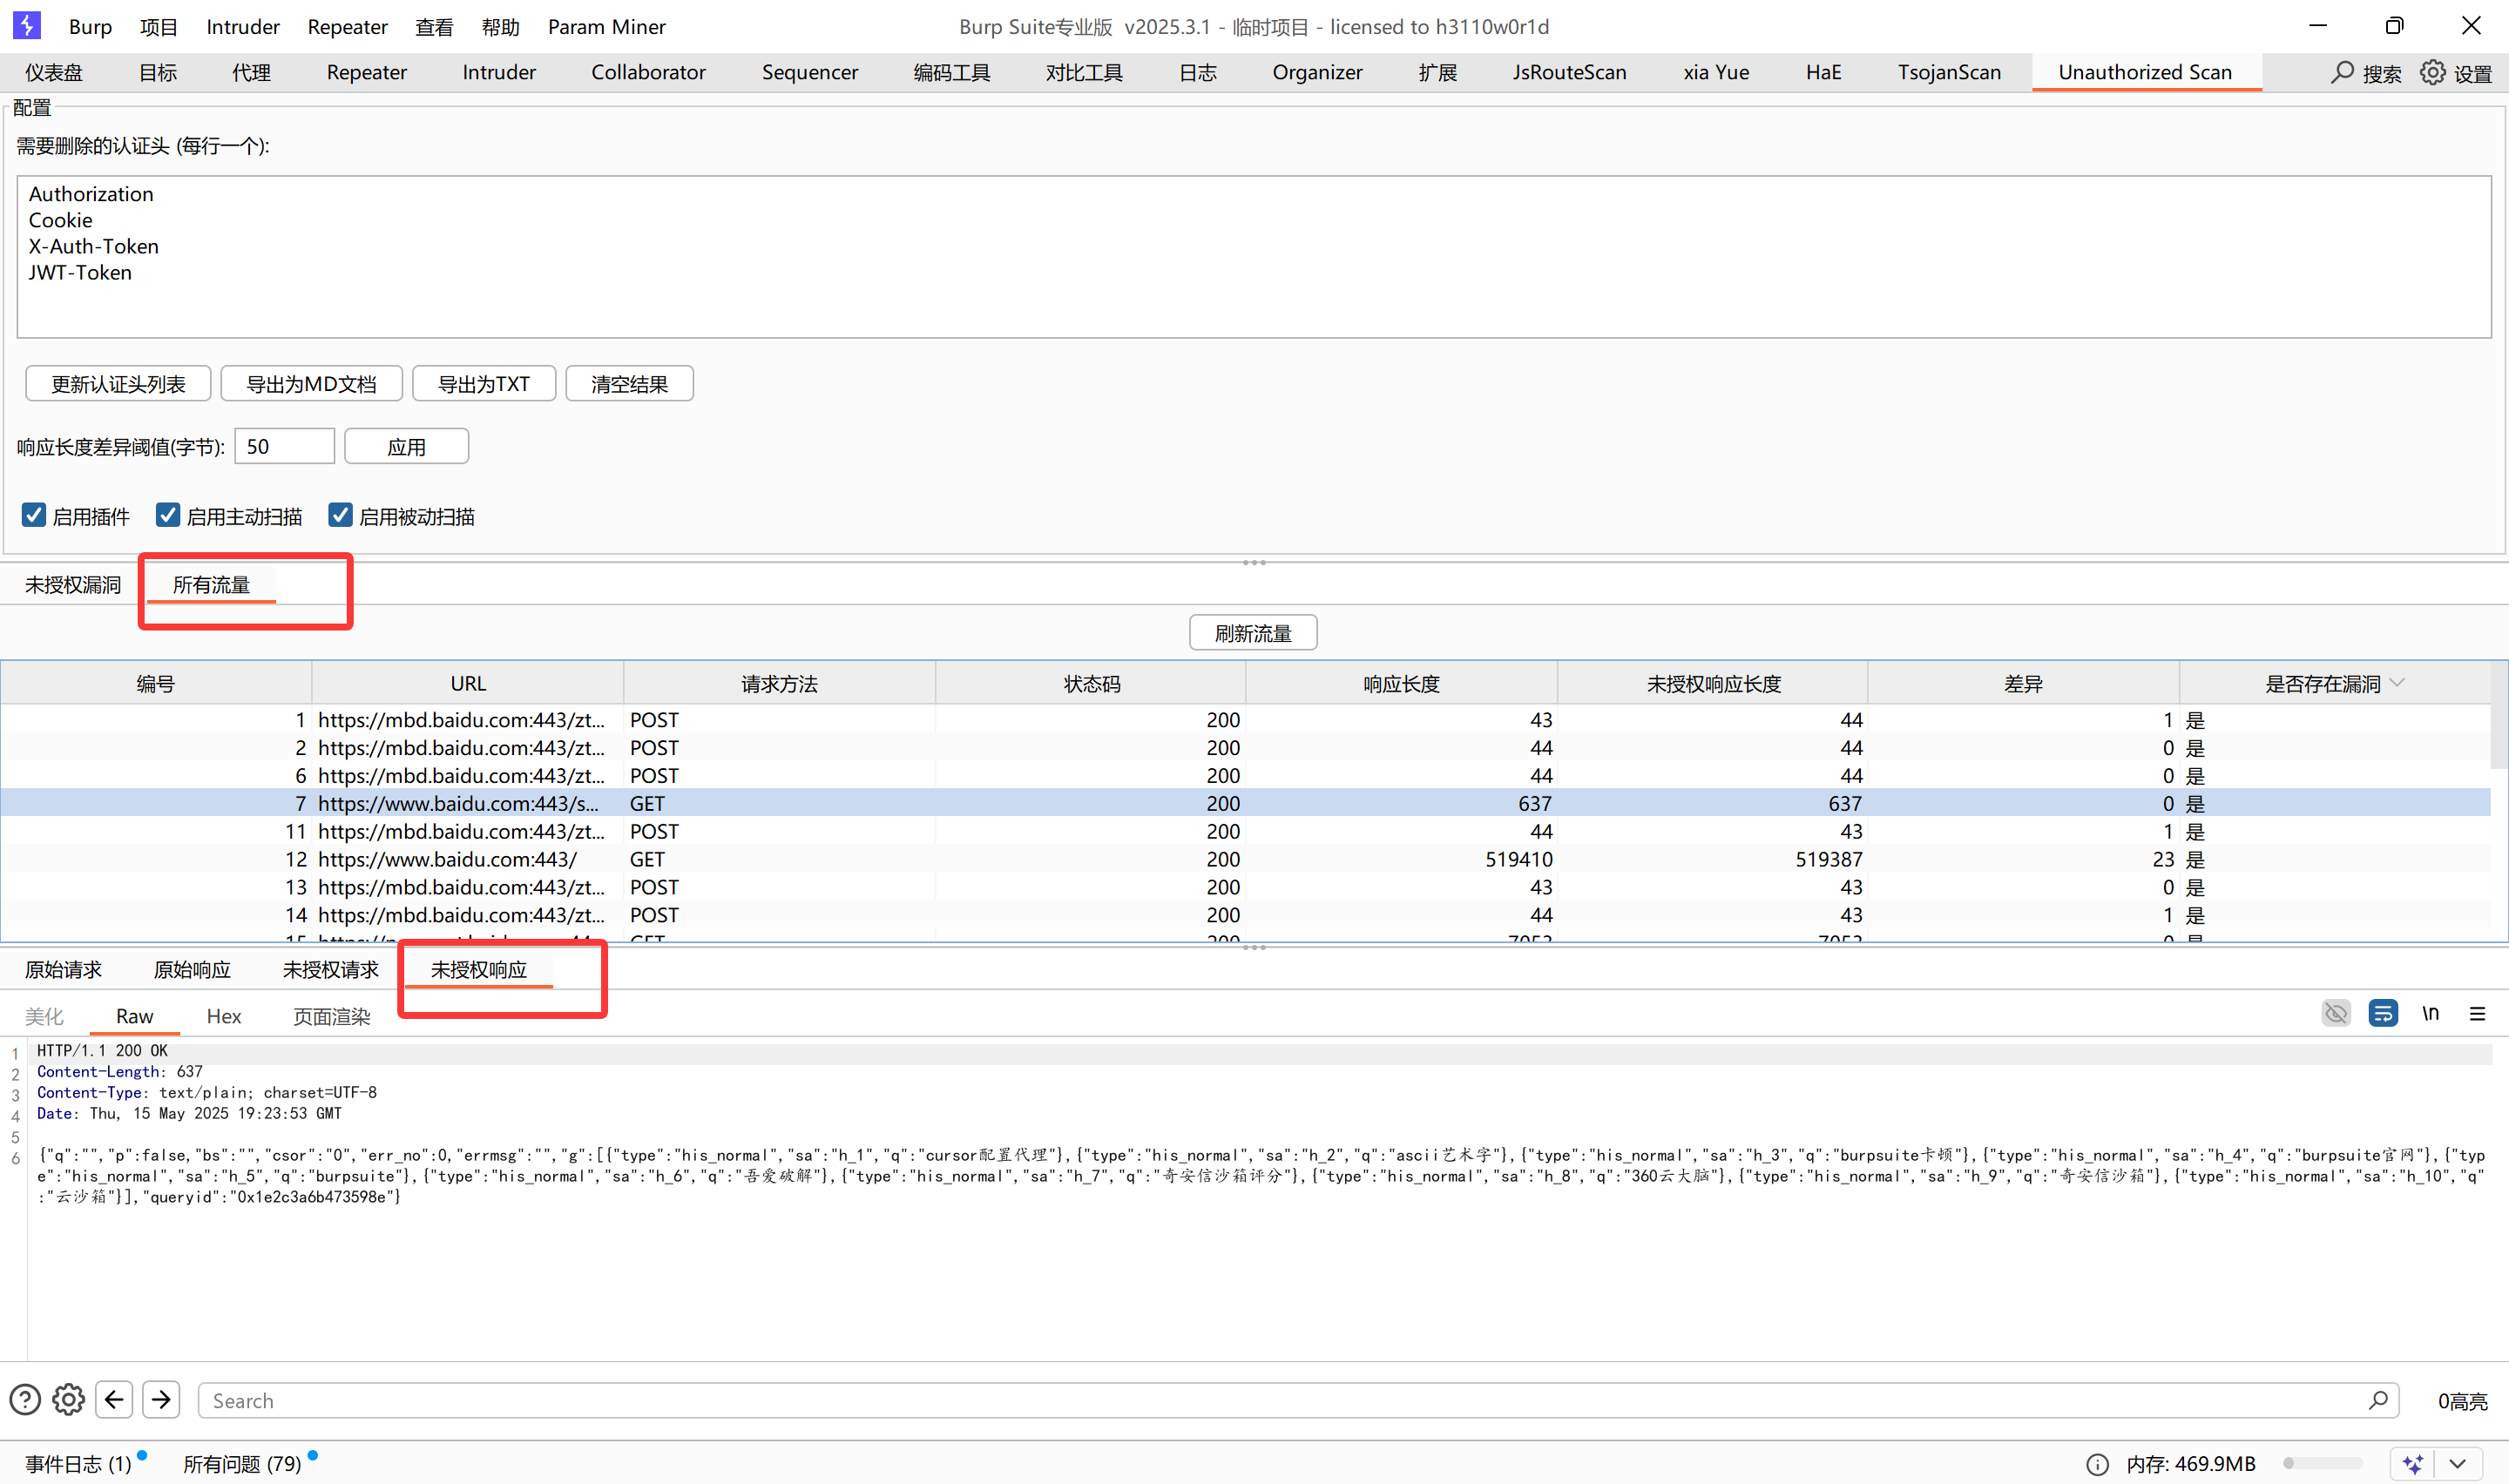 Burp 项目 Intruder Repeater 查看 帮助 Param Miner Burp Suite专业版 v2025.3.1 - 临时项目 - licensed to h3110w0r1d
仪表盘 目标 代理 Repeater Intruder Collaborator Sequencer 编码工具 对比工具 日志 Organizer 扩展 JsRouteScan xia Yue HaE TsojanScan Unauthorized Scan 搜索 设置
配置
需要删除的认证头 (每行一个):
Authorization
Cookie
X-Auth-Token
JWT-Token
更新认证头列表 导出为MD文档 导出为TXT 清空结果
响应长度差异阈值(字节): 50 应用
启用插件 启用主动扫描 启用被动扫描
未授权漏洞 所有流量
刷新流量
编号 URL 请求方法 状态码 响应长度 未授权响应长度 差异 是否存在漏洞
1 https://mbd.baidu.com:443/zt... POST 200 43 44 1 是
2 https://mbd.baidu.com:443/zt... POST 200 44 44 0 是
6 https://mbd.baidu.com:443/zt... POST 200 44 44 0 是
7 https://www.baidu.com:443/s... GET 200 637 637 0 是
11 https://mbd.baidu.com:443/zt... POST 200 44 43 1 是
12 https://www.baidu.com:443/ GET 200 519410 519387 23 是
13 https://mbd.baidu.com:443/zt... POST 200 43 43 0 是
14 https://mbd.baidu.com:443/zt... POST 200 44 43 1 是
原始请求 原始响应 未授权请求 未授权响应
美化 Raw Hex 页面渲染 \n
1 HTTP/1.1 200 OK
2 Content-Length: 637
3 Content-Type: text/plain; charset=UTF-8
4 Date: Thu, 15 May 2025 19:23:53 GMT
5
6 {"q":"","p":false,"bs":"","csor":"0","err_no":0,"errmsg":"","g":[{"type":"his_normal","sa":"h_1","q":"cursor配置代理"},{"type":"his_normal","sa":"h_2","q":"ascii艺术字"},{"type":"his_normal","sa":"h_3","q":"burpsuite卡顿"},{"type":"his_normal","sa":"h_4","q":"burpsuite官网"},{"typ
e":"his_normal","sa":"h_5","q":"burpsuite"},{"type":"his_normal","sa":"h_6","q":"吾爱破解"},{"type":"his_normal","sa":"h_7","q":"奇安信沙箱评分"},{"type":"his_normal","sa":"h_8","q":"360云大脑"},{"type":"his_normal","sa":"h_9","q":"奇安信沙箱"},{"type":"his_normal","sa":"h_10","q"
:"云沙箱"}],"queryid":"0x1e2c3a6b473598e"}
Search 0高亮
事件日志 (1) 所有问题 (79) 内存: 469.9MB